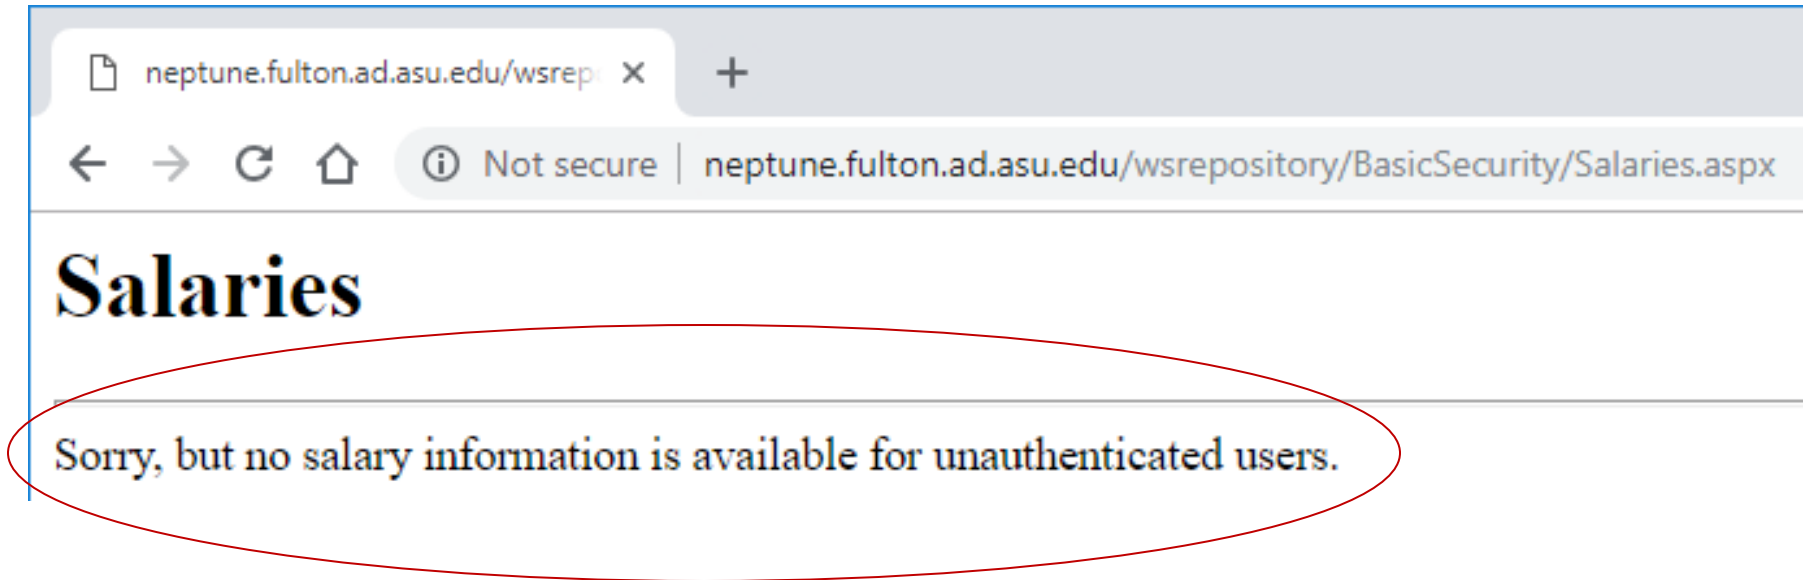 neptune.fulton.ad.asu.edu/wsrep
Not secure | neptune.fulton.ad.asu.edu/wsrepository/BasicSecurity/Salaries.aspx
Salaries
Sorry, but no salary information is available for unauthenticated users.